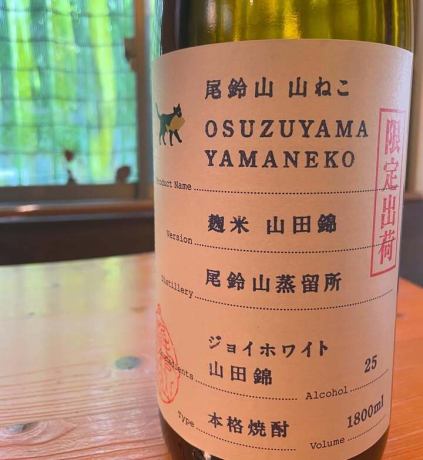 尾鈴山 山ねこ
OSUZUYAMA
YAMANEKO
Product Name
限定出荷
麹米 山田錦
Version
尾鈴山蒸留所
Distillery
ジョイホワイト
山田錦
Ingredients
Alcohol 25
本格焼酎
Type
Volume 1800ml